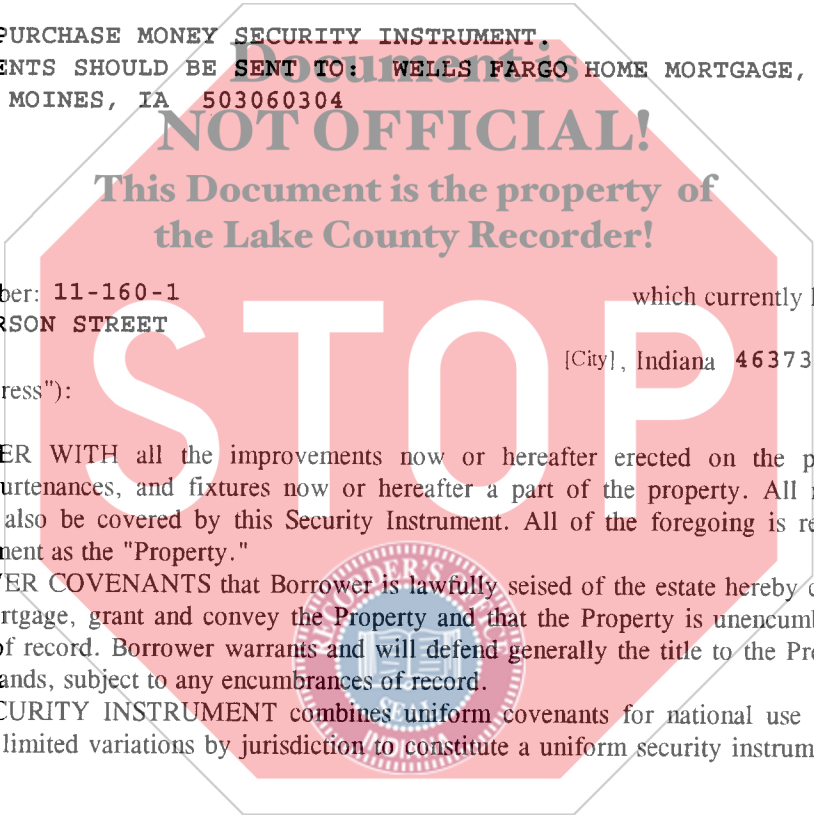 PURCHASE MONEY SECURITY INSTRUMENT.
Document is
ENTS SHOULD BE SENT TO: WELLS FARGO HOME MORTGAGE,
MOINES, IA 503060304
NOT OFFICIAL!
This Document is the property of
the Lake County Recorder!
ber: 11-160-1 which currently
RSON STREET
STOP
[City], Indiana 46373
ress"):
ER WITH all the improvements now or hereafter erected on the p
urtenances, and fixtures now or hereafter a part of the property. All
also be covered by this Security Instrument. All of the foregoing is re
ment as the "Property."
ER COVENANTS that Borrower is lawfully seised of the estate hereby
rtgage, grant and convey the Property and that the Property is unencumb
of record. Borrower warrants and will defend generally the title to the Pr
ands, subject to any encumbrances of record.
CURITY INSTRUMENT combines uniform covenants for national use
limited variations by jurisdiction to constitute a uniform security instrum
RECORDER'S OFFICE
SEAL
INDIANA